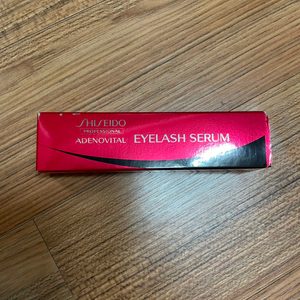 SHISEIDO
PROFESSIONAL
ADENOVITAL EYELASH SERUM